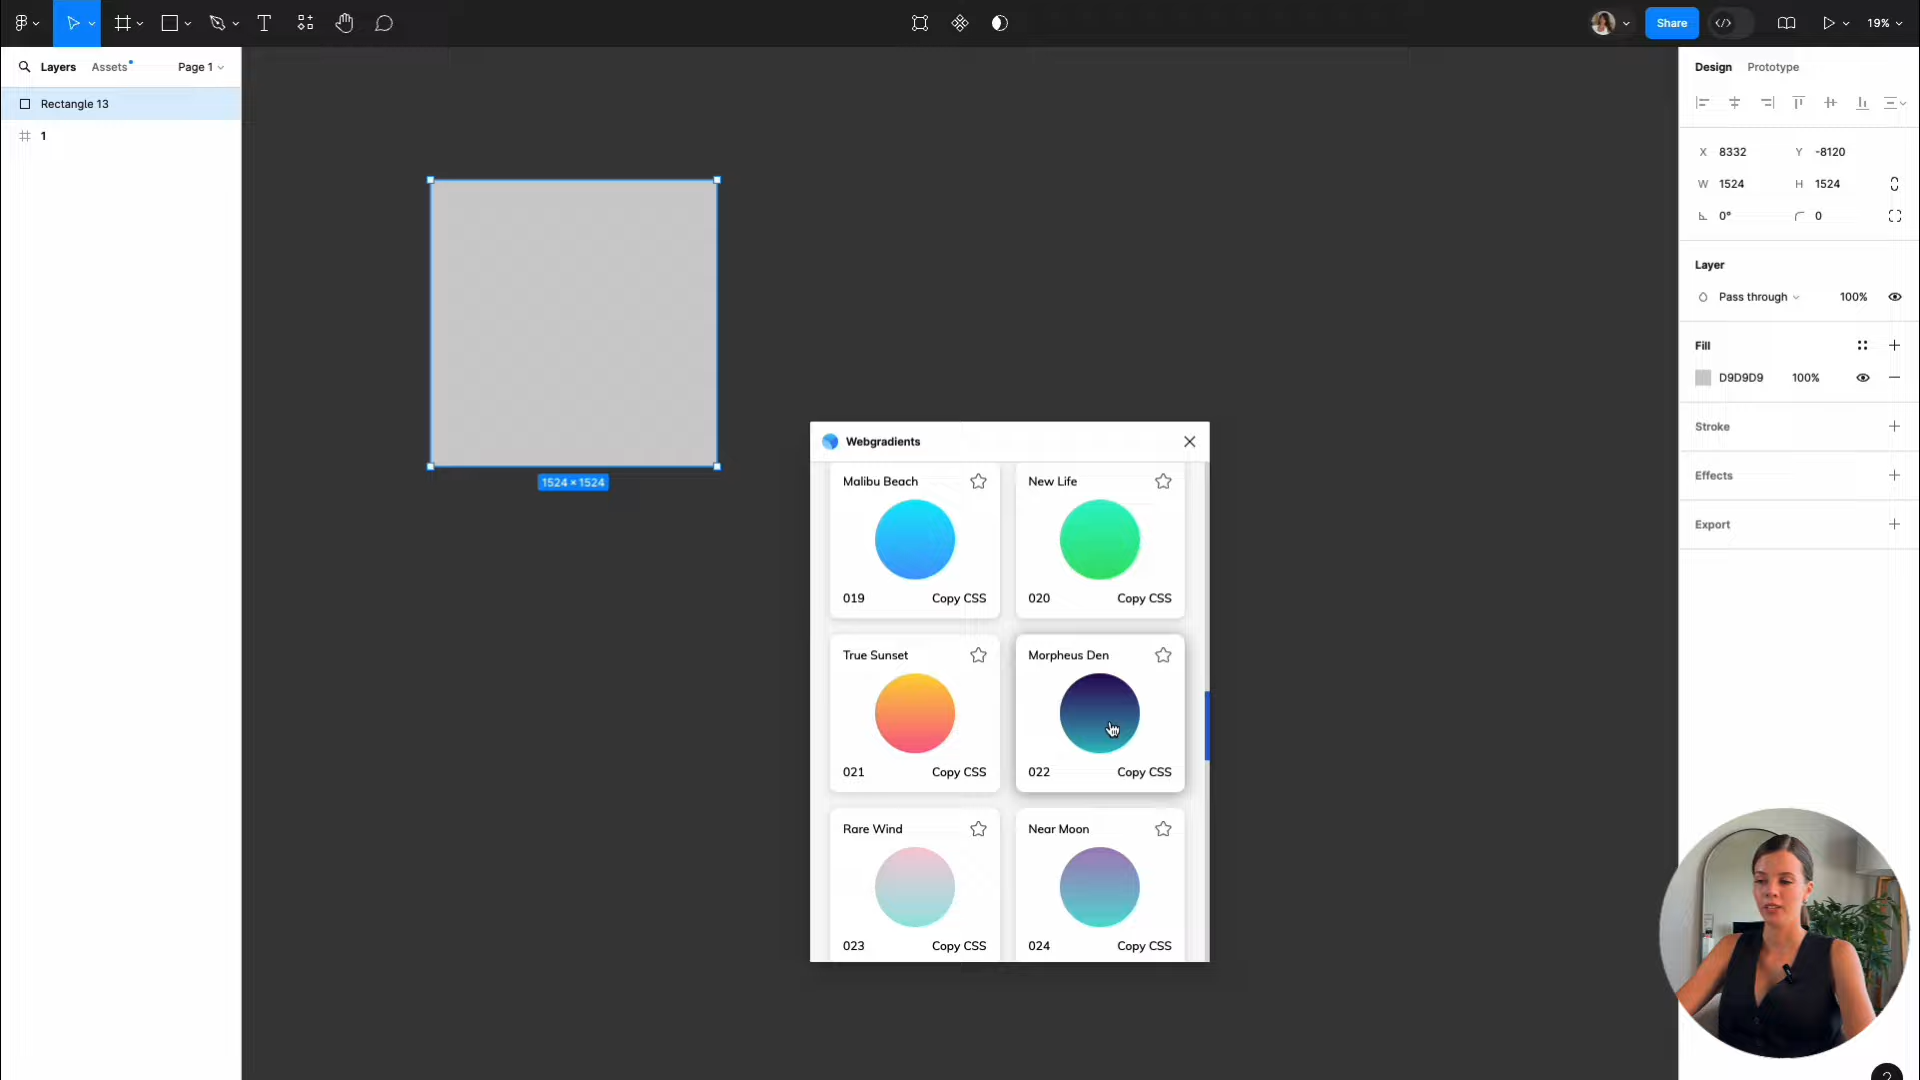 Share
19%
Layers
Assets
Page 1
Rectangle 13
1
1524 × 1524
Webgradients
Malibu Beach
019
Copy CSS
New Life
020
Copy CSS
True Sunset
021
Copy CSS
Morpheus Den
022
Copy CSS
Rare Wind
023
Copy CSS
Near Moon
024
Copy CSS
Design
Prototype
X 8332
Y -8120
W 1524
H 1524
0°
0
Layer
Pass through
100%
Fill
D9D9D9
100%
Stroke
Effects
Export
?